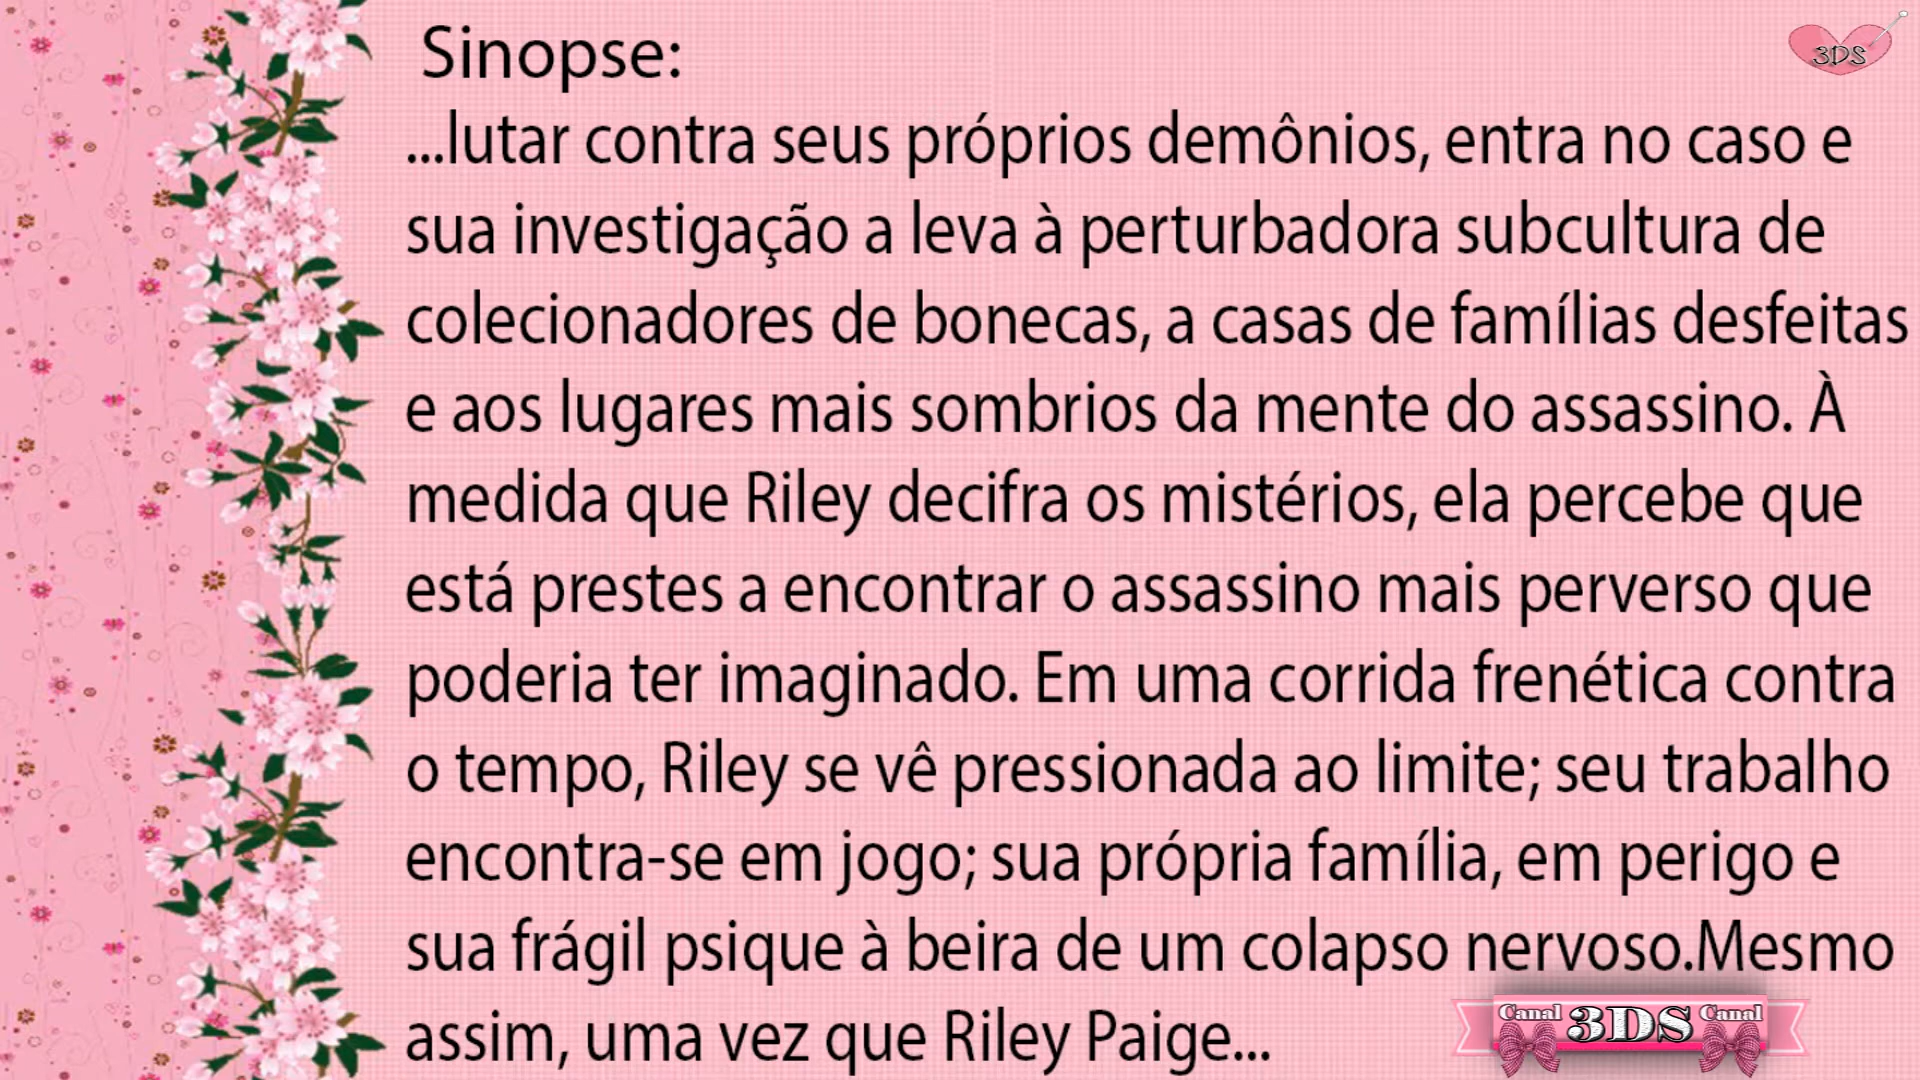 3DS
Sinopse:
...lutar contra seus próprios demônios, entra no caso e
sua investigação a leva à perturbadora subcultura de
colecionadores de bonecas, a casas de famílias desfeitas
e aos lugares mais sombrios da mente do assassino. À
medida que Riley decifra os mistérios, ela percebe que
está prestes a encontrar o assassino mais perverso que
poderia ter imaginado. Em uma corrida frenética contra
o tempo, Riley se vê pressionada ao limite; seu trabalho
encontra-se em jogo; sua própria família, em perigo e
sua frágil psique à beira de um colapso nervoso.Mesmo
assim, uma vez que Riley Paige...
Canal 3DS Canal